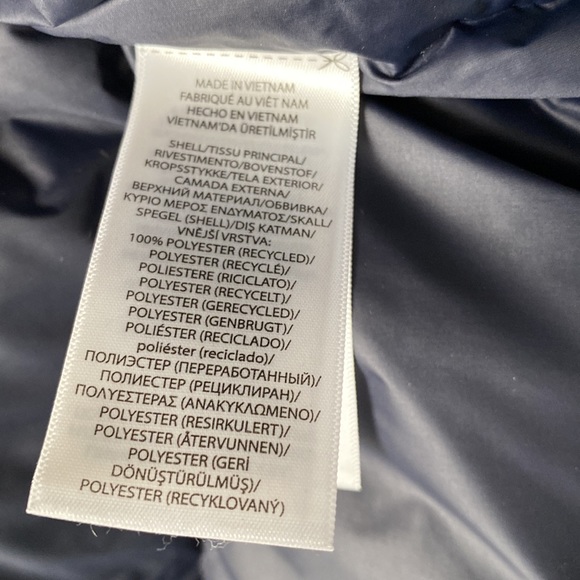 MADE IN VIETNAM
FABRIQUÉ AU VIÊT NAM
HECHO EN VIETNAM
VİETNAM'DA ÜRETİLMİŞTİR
SHELL/TISSU PRINCIPAL/
RIVESTIMENTO/BOVENSTOF/
KROPSSTYKKE/TELA EXTERIOR/
CAMADA EXTERNA/
ВЕРХНИЙ МАТЕРИАЛ/ОБВИВКА/
ΚΥΡΙΟ ΜΕΡΟΣ ΕΝΔΥΜΑΤΟΣ/SKALL/
SPEGEL (SHELL)/DIŞ KATMAN/
VNĚJŠÍ VRSTVA:
100% POLYESTER (RECYCLED)/
POLYESTER (RECYCLÉ)/
POLIESTERE (RICICLATO)/
POLYESTER (RECYCELT)/
POLYESTER (GERECYCLED)/
POLYESTER (GENBRUGT)/
POLIÉSTER (RECICLADO)/
poliéster (reciclado)/
ПОЛИЭСТЕР (ПЕРЕРАБОТАННЫЙ)/
ПОЛИЕСТЕР (РЕЦИКЛИРАН)/
ΠΟΛΥΕΣΤΕΡΑΣ (ΑΝΑΚΥΚΛΩΜΕΝΟ)/
POLYESTER (RESIRKULERT)/
POLYESTER (ÅTERVUNNEN)/
POLYESTER (GERİ
DÖNÜŞTÜRÜLMÜŞ)/
POLYESTER (RECYKLOVANÝ)